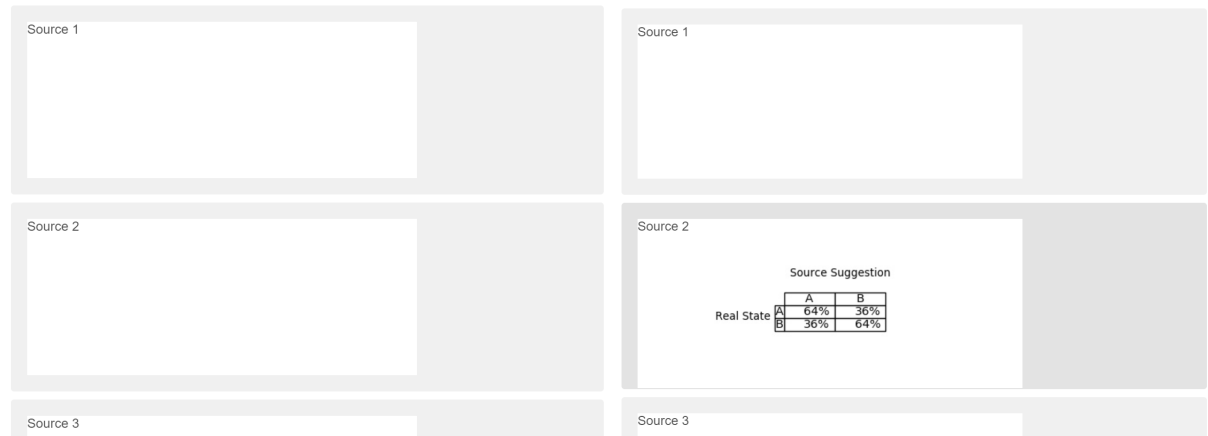 Source 1
Source 2
Source 3
Source 1
Source 2
Source Suggestion
A B
Real State A 64% 36%
B 36% 64%
Source 3